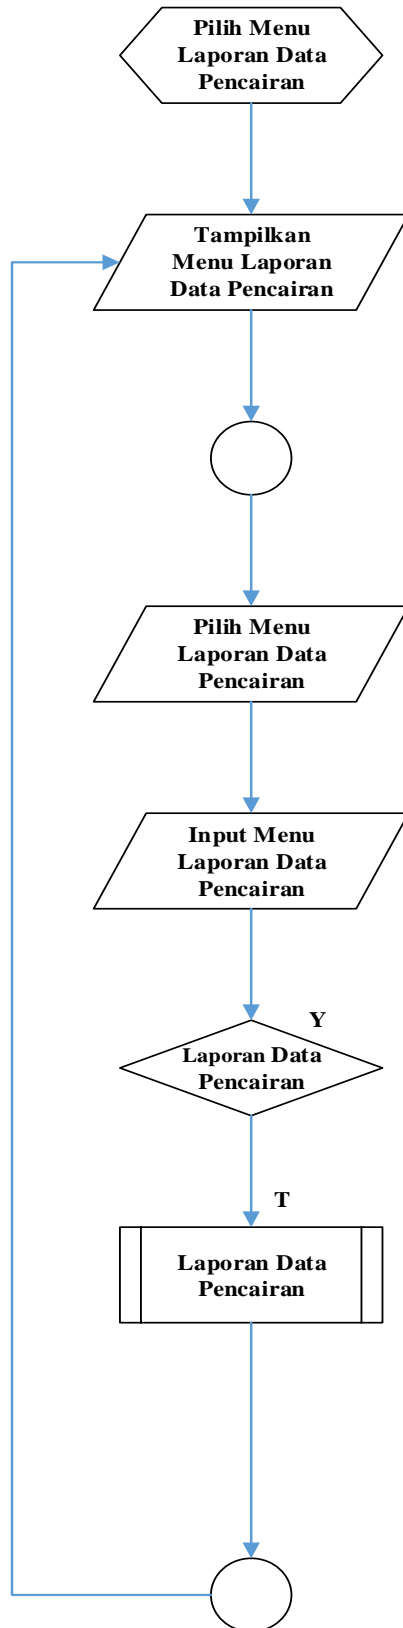 Pilih Menu
Laporan Data
Pencairan
Tampilkan
Menu Laporan
Data Pencairan
Pilih Menu
Laporan Data
Pencairan
Input Menu
Laporan Data
Pencairan
Y
Laporan Data
Pencairan
T
Laporan Data
Pencairan